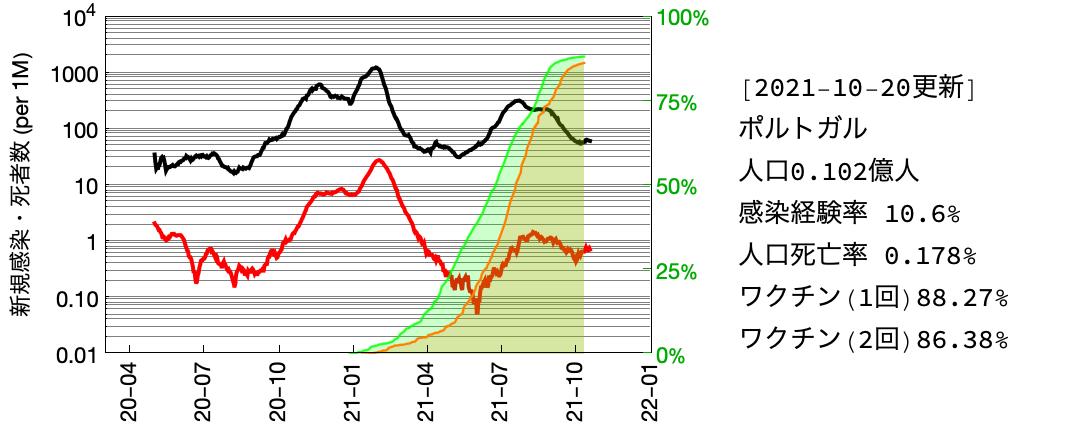 10^4
1000
100
10
1
0.10
0.01
新規感染・死者数 (per 1M)
100%
75%
50%
25%
0%
20-04
20-07
20-10
21-01
21-04
21-07
21-10
22-01
[2021-10-20更新]
ポルトガル
人口0.102億人
感染経験率 10.6%
人口死亡率 0.178%
ワクチン(1回)88.27%
ワクチン(2回)86.38%